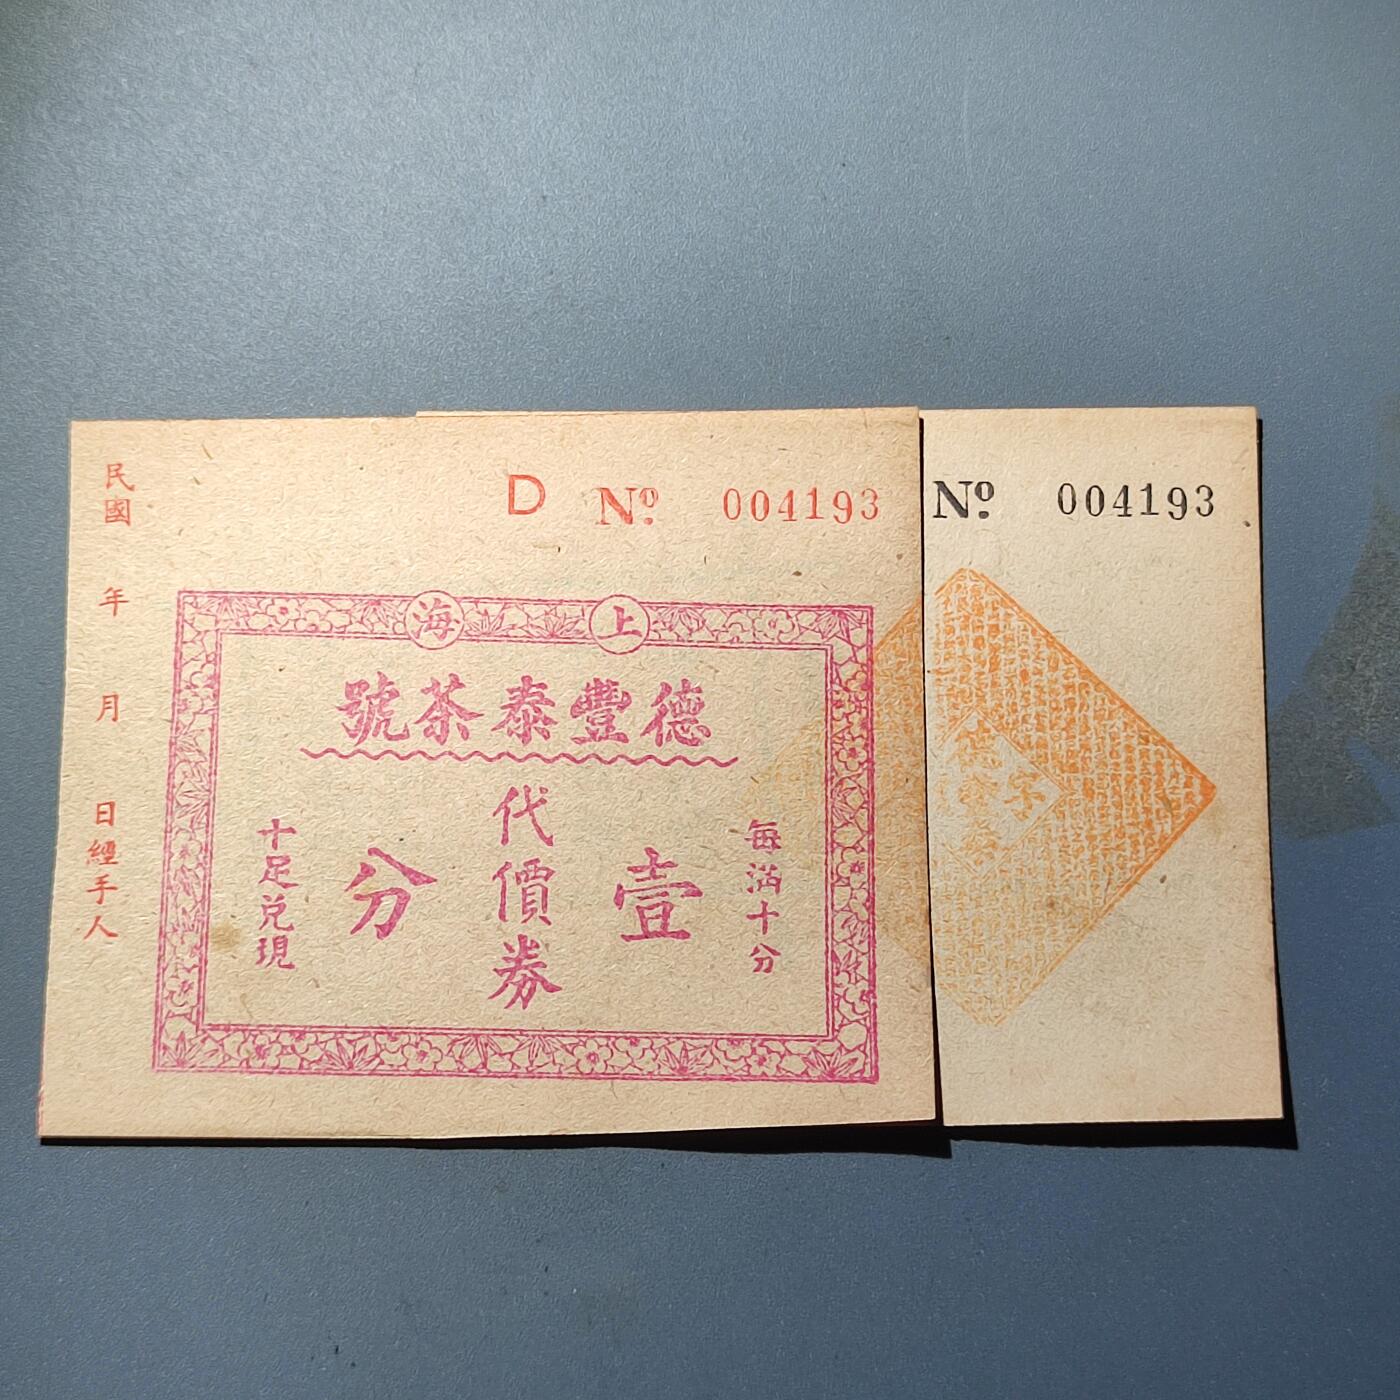 D Nº 004193
Nº 004193
民國 年 月 日經手人
上海
德豐泰茶號
每滿十分
壹
代價券
分
十足兑現